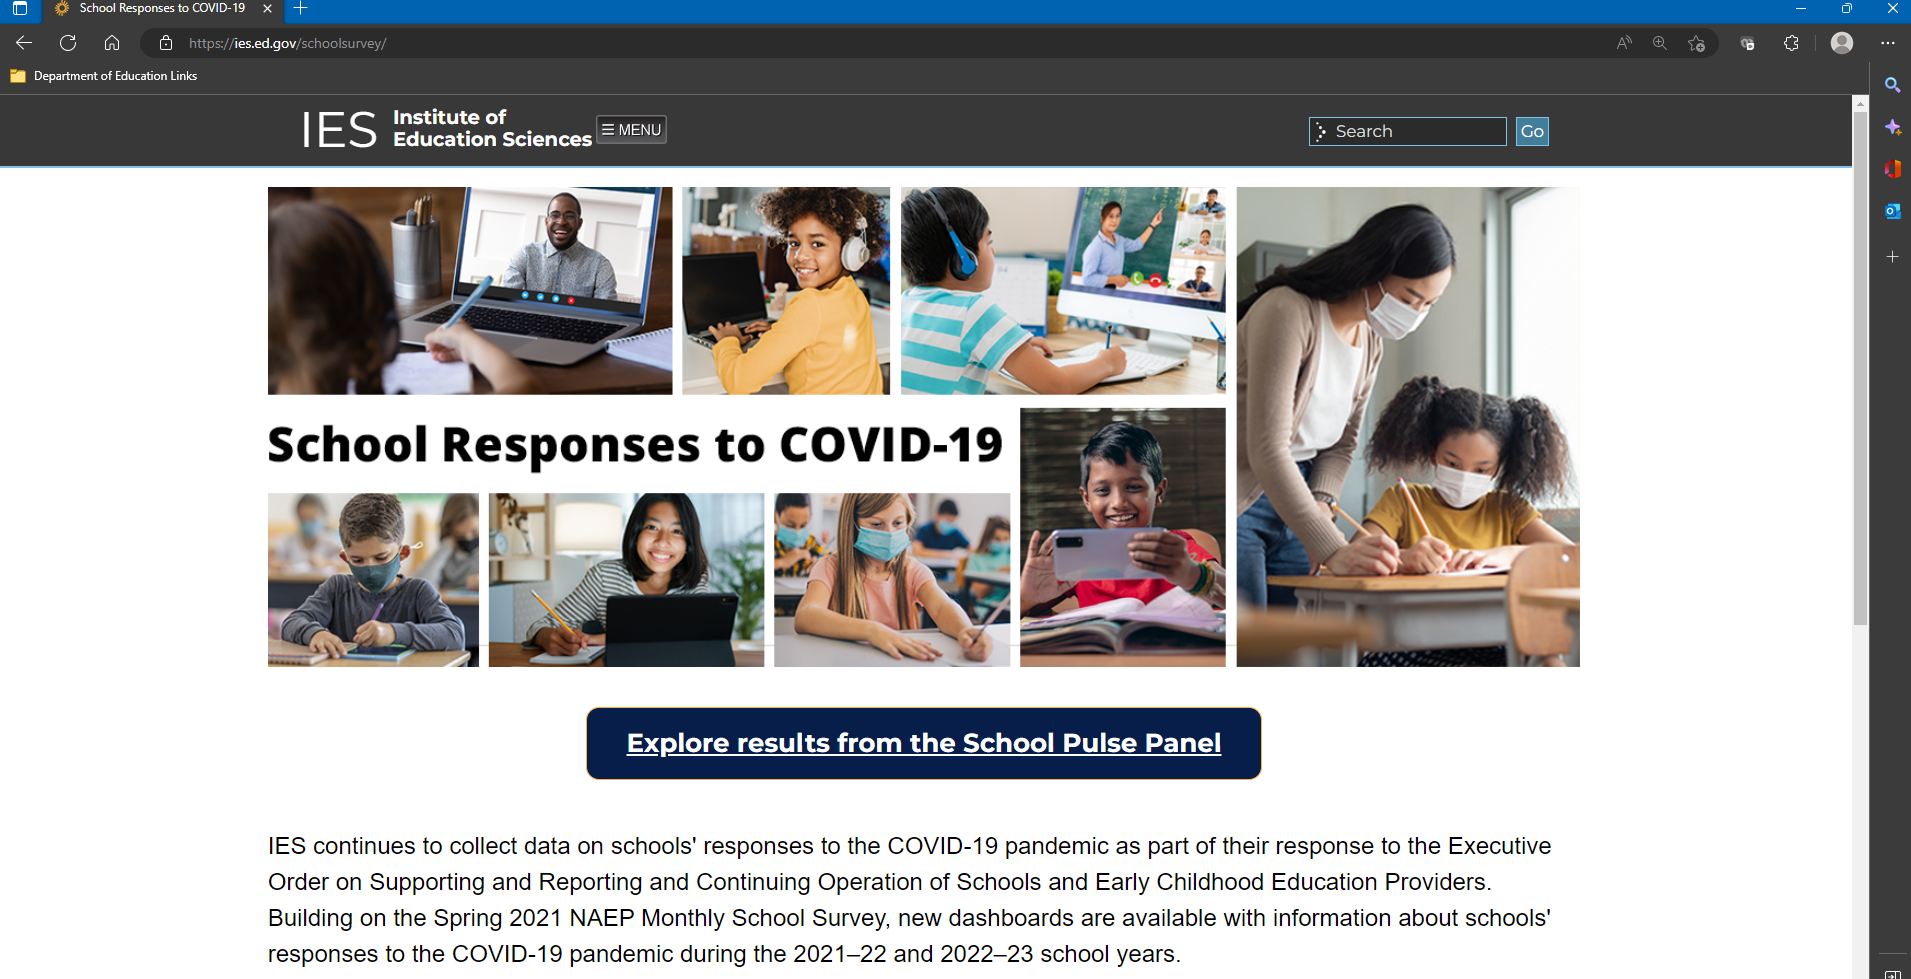 School Responses to COVID-19
https://ies.ed.gov/schoolsurvey/
Department of Education Links
IES Institute of
Education Sciences
MENU
Search
Go
School Responses to COVID-19
Explore results from the School Pulse Panel
IES continues to collect data on schools' responses to the COVID-19 pandemic as part of their response to the Executive
Order on Supporting and Reporting and Continuing Operation of Schools and Early Childhood Education Providers.
Building on the Spring 2021 NAEP Monthly School Survey, new dashboards are available with information about schools'
responses to the COVID-19 pandemic during the 2021–22 and 2022–23 school years.